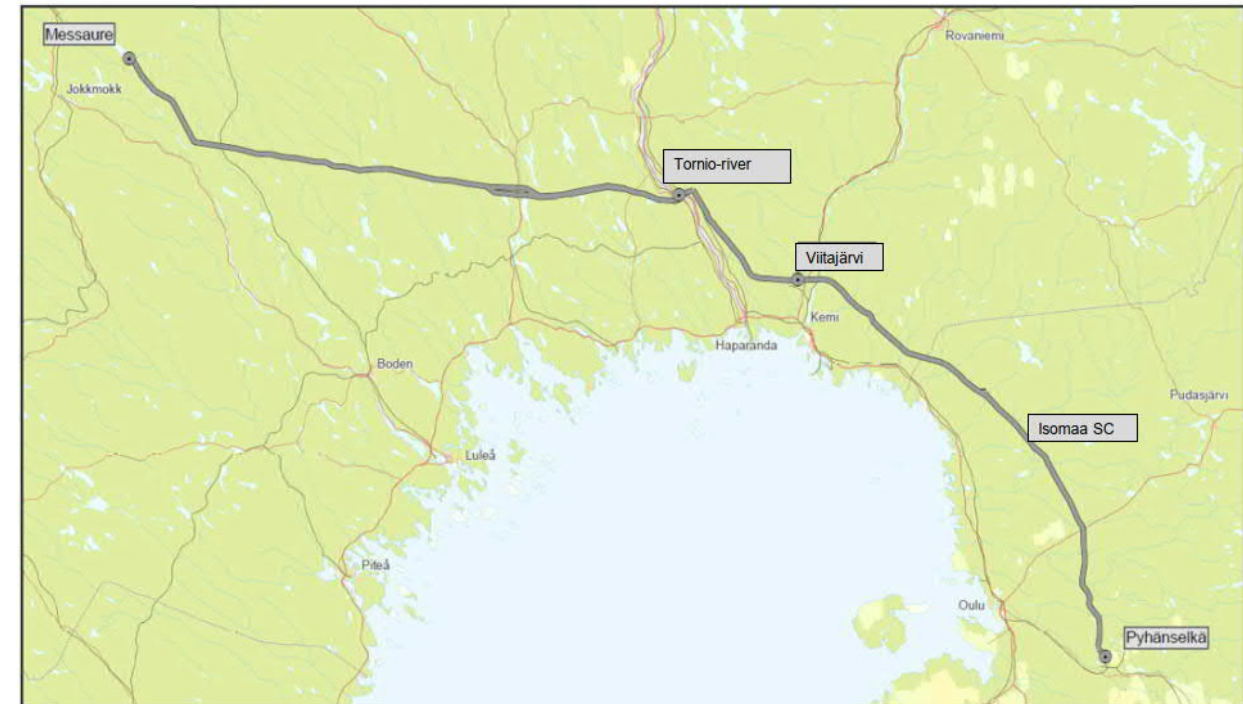 Messaure
Rovaniemi
Jokkmokk
Tornio-river
Viitajärvi
Kemi
Haparanda
Boden
Pudasjärvi
Isomaa SC
Luleå
Piteå
Oulu
Pyhänselkä